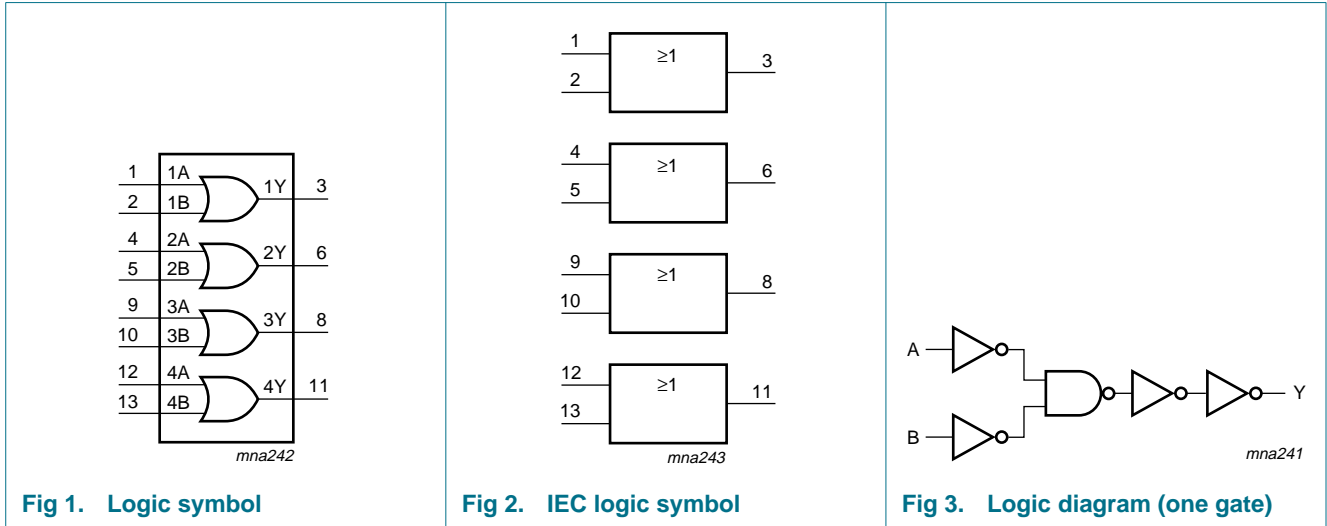 1 1A 1Y 3
2 1B
4 2A 2Y 6
5 2B
9 3A 3Y 8
10 3B
12 4A 4Y 11
13 4B
mna242
Fig 1. Logic symbol
1 ≥1 3
2
4 ≥1 6
5
9 ≥1 8
10
12 ≥1 11
13
mna243
Fig 2. IEC logic symbol
A
Y
B
mna241
Fig 3. Logic diagram (one gate)